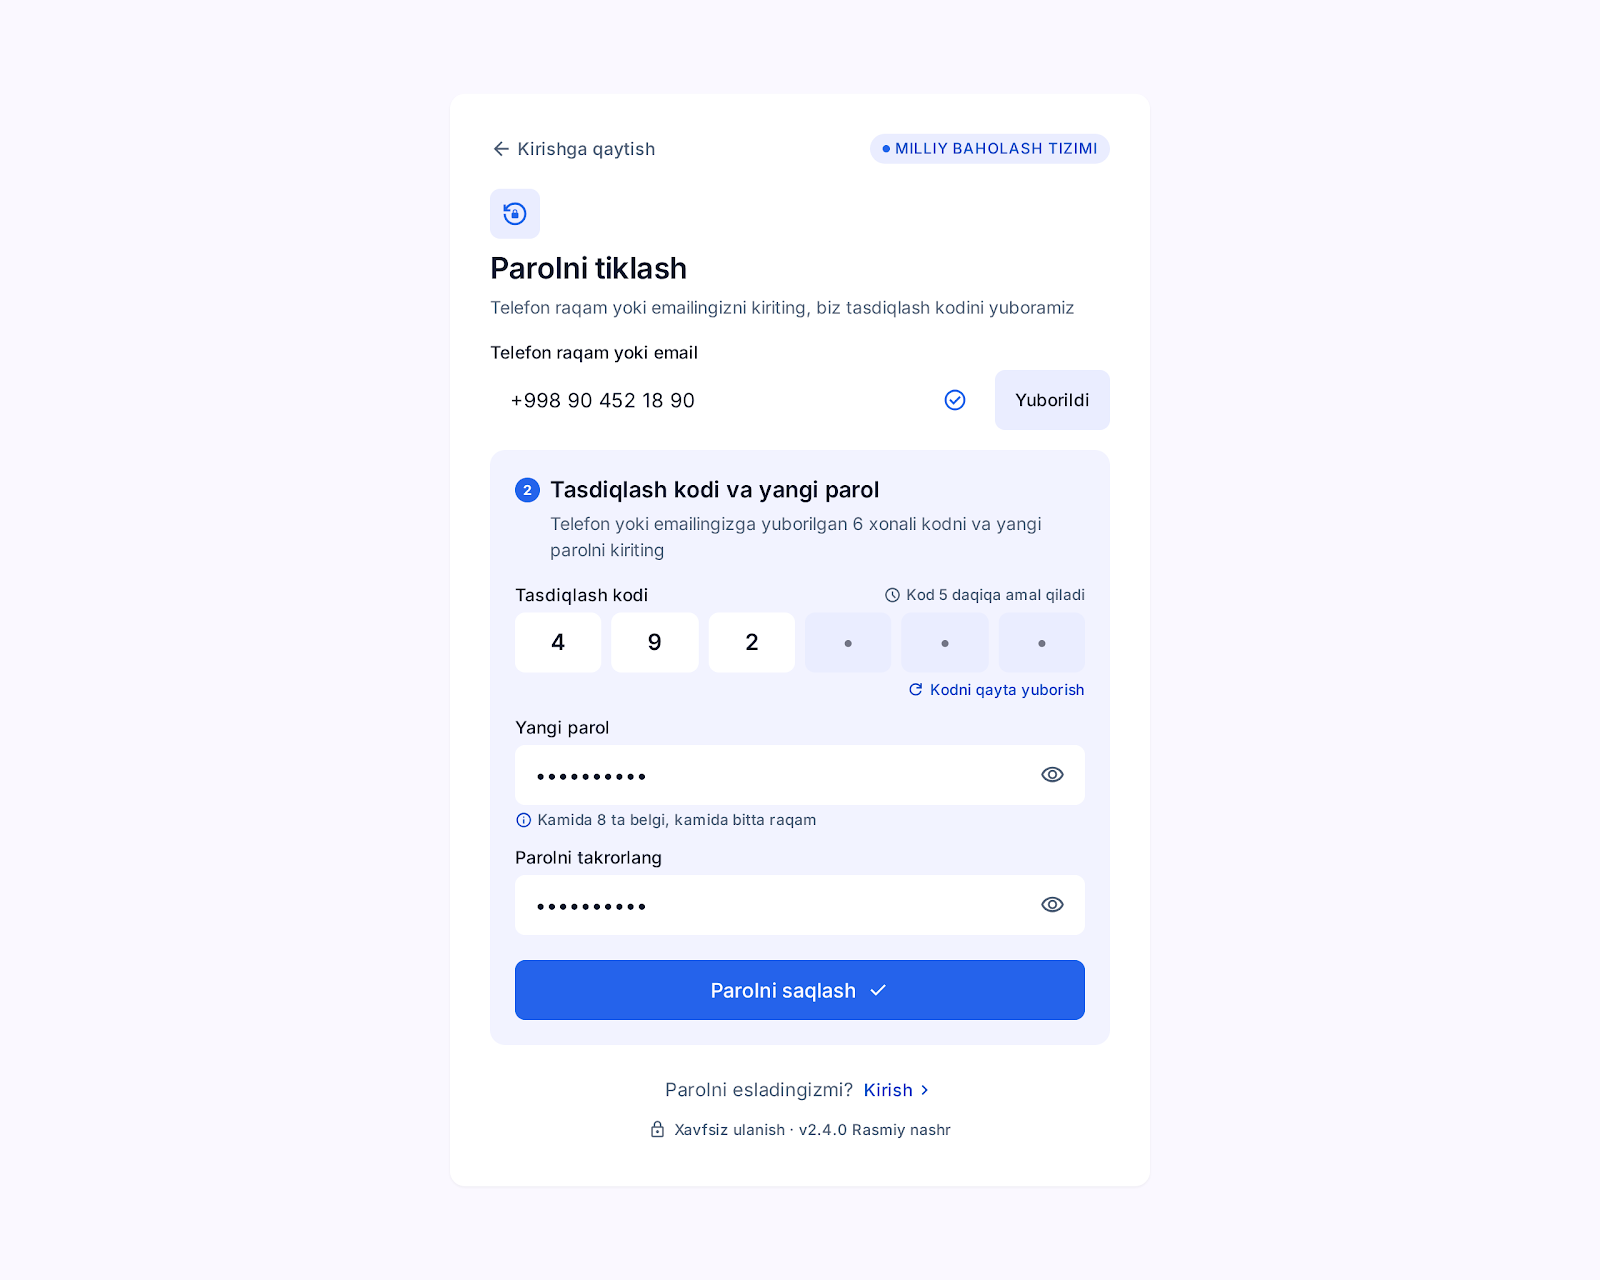 Kirishga qaytish
MILLIY BAHOLASH TIZIMI
Parolni tiklash
Telefon raqam yoki emailingizni kiriting, biz tasdiqlash kodini yuboramiz
Telefon raqam yoki email
+998 90 452 18 90
Yuborildi
2 Tasdiqlash kodi va yangi parol
Telefon yoki emailingizga yuborilgan 6 xonali kodni va yangi
parolni kiriting
Tasdiqlash kodi
Kod 5 daqiqa amal qiladi
4 9 2 • • •
Kodni qayta yuborish
Yangi parol
••••••••••
Kamida 8 ta belgi, kamida bitta raqam
Parolni takrorlang
••••••••••
Parolni saqlash
Parolni esladingizmi? Kirish
Xavfsiz ulanish · v2.4.0 Rasmiy nashr